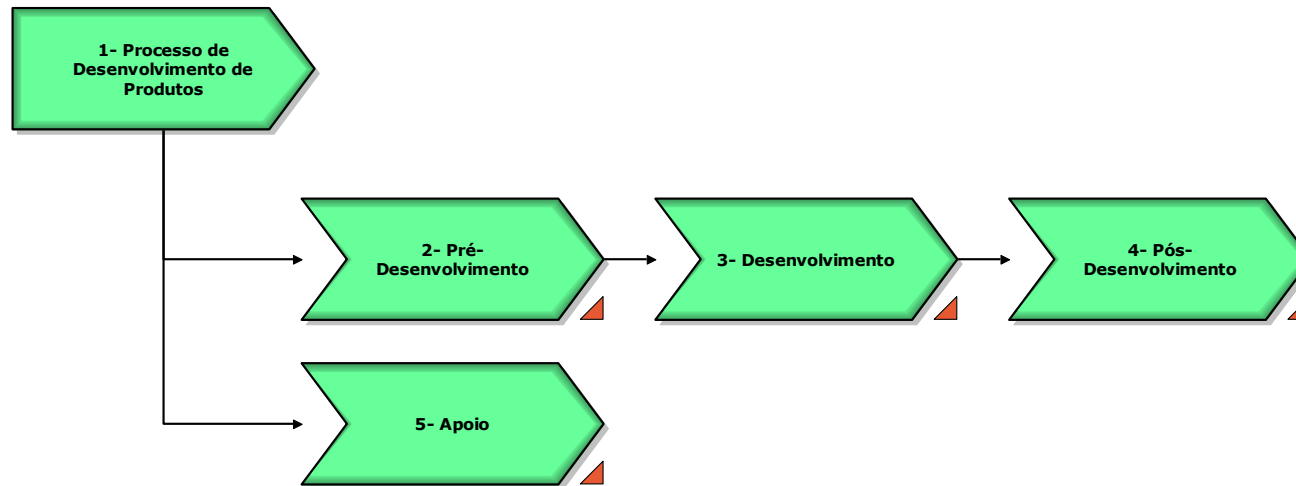 1- Processo de
Desenvolvimento de
Produtos
2- Pré-
Desenvolvimento
3- Desenvolvimento
4- Pós-
Desenvolvimento
5- Apoio